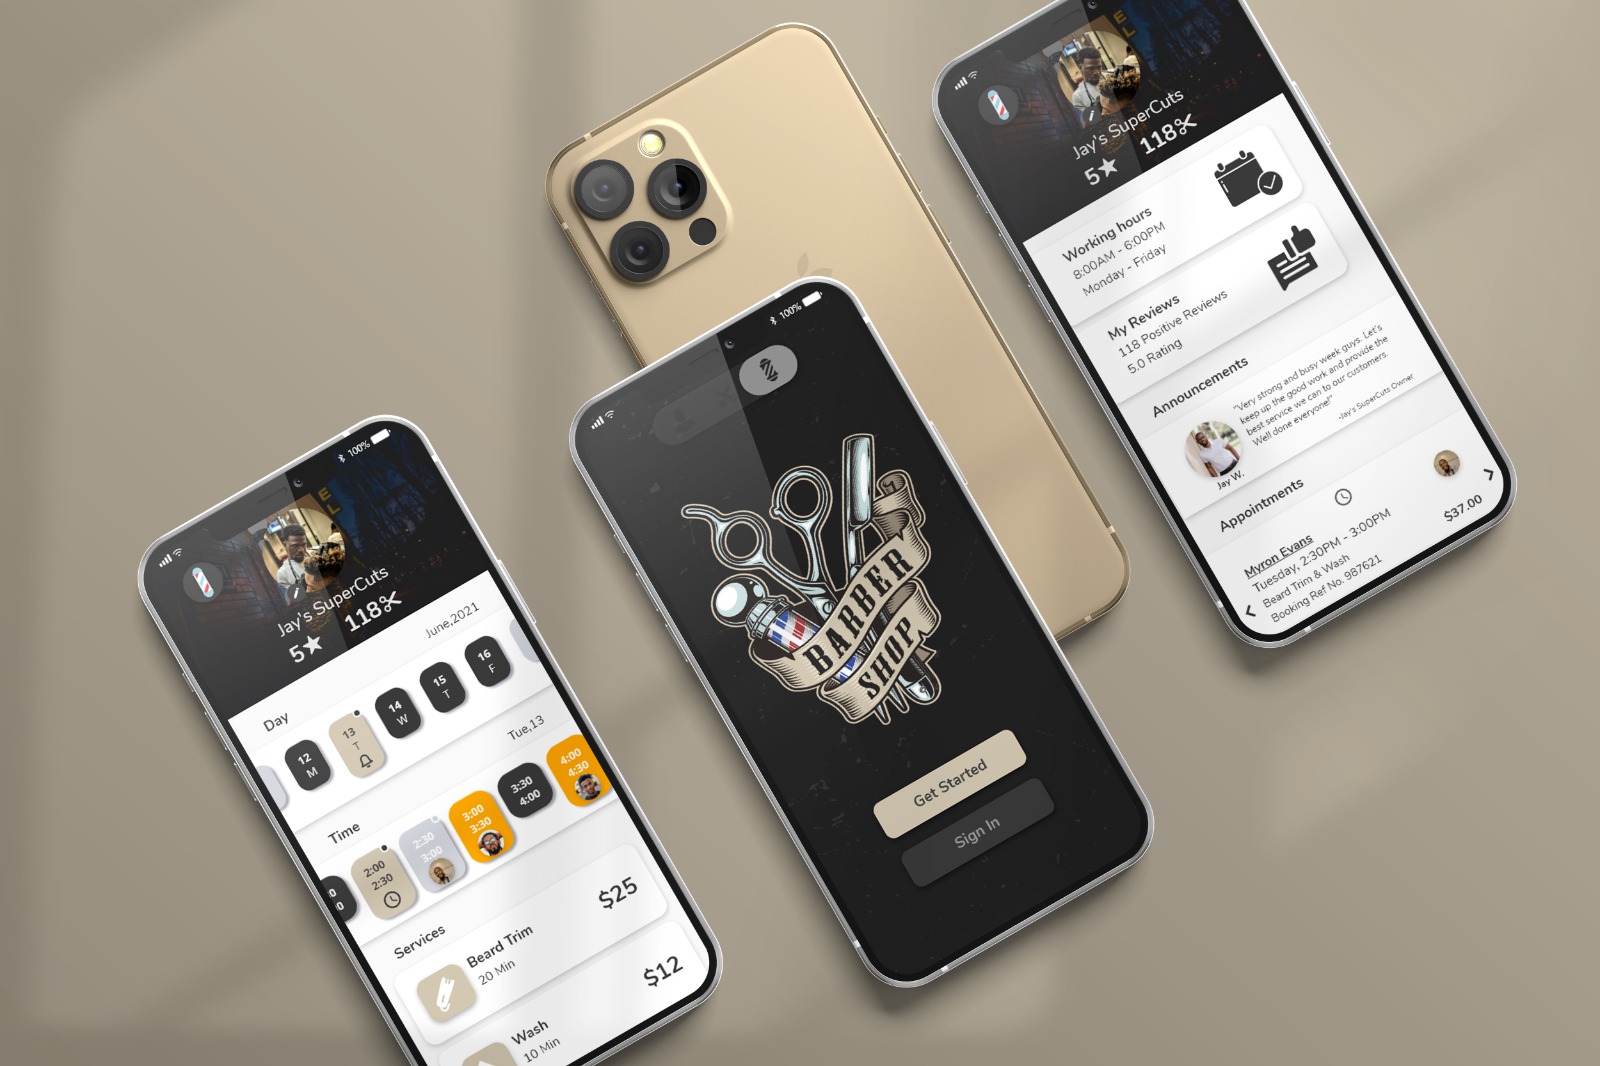 100%
Jay's SuperCuts
5★ 118
June,2021
Day
12
M
13
T
14
W
15
T
16
F
Tue,13
Time
2:00
2:30
2:30
3:00
3:00
3:30
3:30
4:00
4:00
4:30
Services
Beard Trim
20 Min
$25
Wash
10 Min
$12
100%
BARBER
SHOP
Get Started
Sign In
Jay's SuperCuts
5★ 118
Working hours
8:00AM - 6:00PM
Monday - Friday
My Reviews
118 Positive Reviews
5.0 Rating
Announcements
"Very strong and busy week guys. Let's
keep up the good work and provide the
best service we can to our customers.
Well done everyone!"
-Jay's SuperCuts Owner
Jay W.
Appointments
Myron Evans
Tuesday, 2:30PM - 3:00PM
Beard Trim & Wash
Booking Ref No. 987621
$37.00